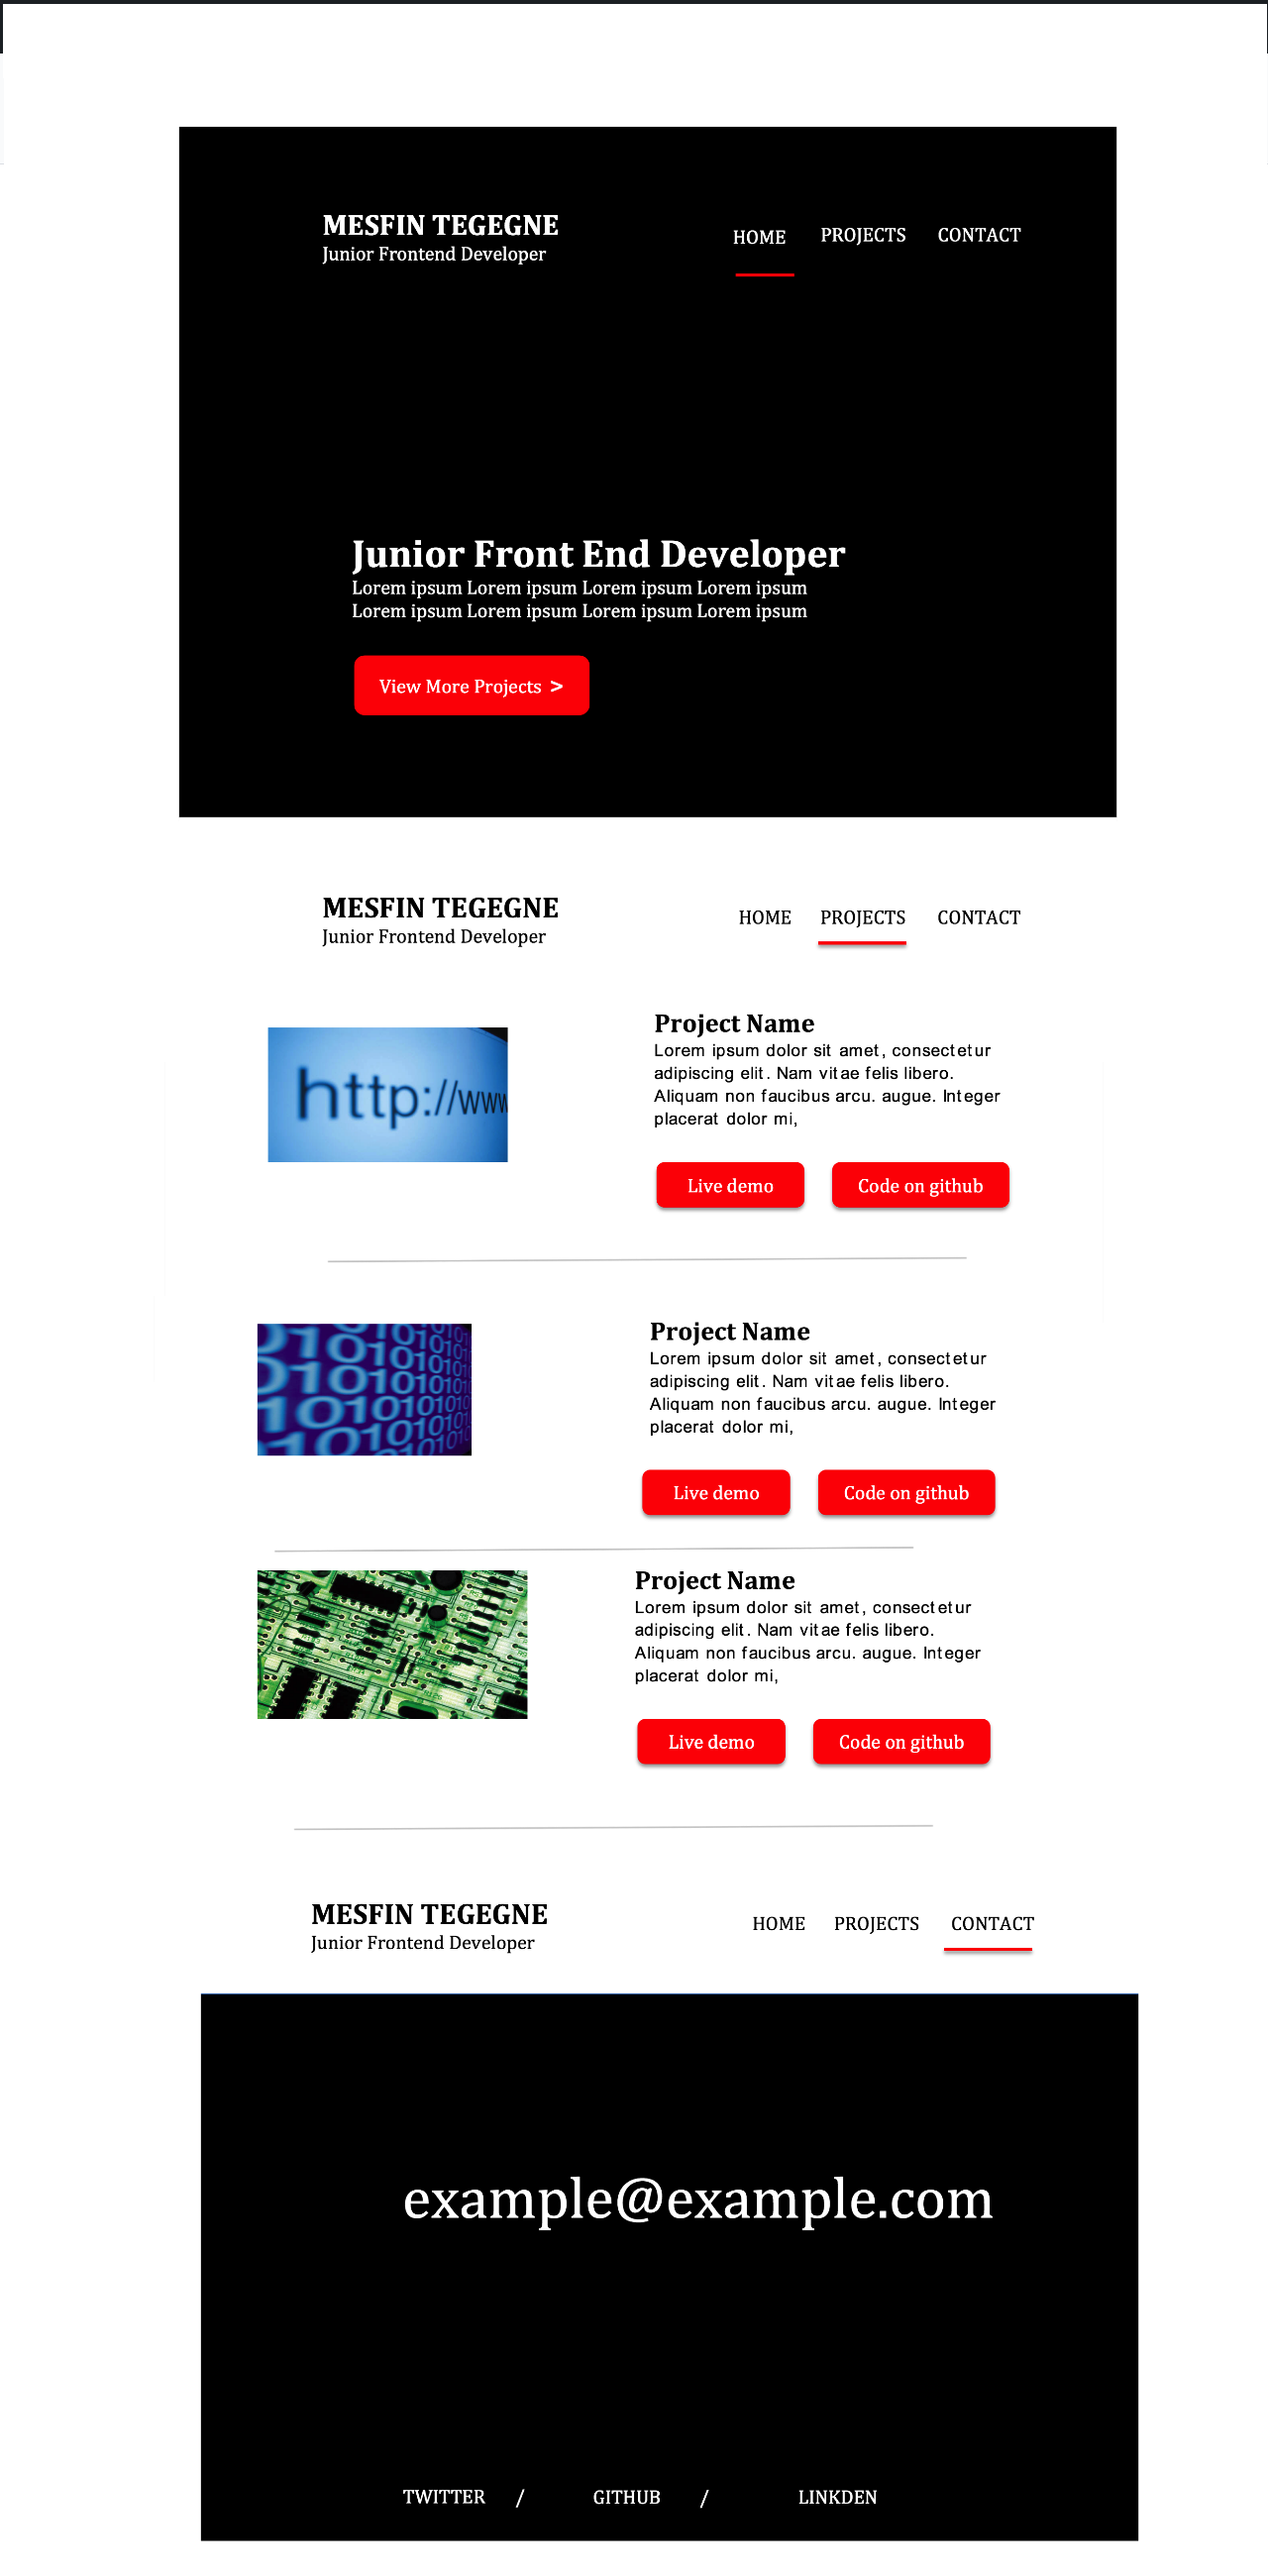 MESFIN TEGEGNE
Junior Frontend Developer
HOME PROJECTS CONTACT
Junior Front End Developer
Lorem ipsum Lorem ipsum Lorem ipsum Lorem ipsum
Lorem ipsum Lorem ipsum Lorem ipsum Lorem ipsum
View More Projects >
MESFIN TEGEGNE
Junior Frontend Developer
HOME PROJECTS CONTACT
http://www
Project Name
Lorem ipsum dolor sit amet, consectetur
adipiscing elit. Nam vitae felis libero.
Aliquam non faucibus arcu. augue. Integer
placerat dolor mi,
Live demo Code on github
Project Name
Lorem ipsum dolor sit amet, consectetur
adipiscing elit. Nam vitae felis libero.
Aliquam non faucibus arcu. augue. Integer
placerat dolor mi,
Live demo Code on github
Project Name
Lorem ipsum dolor sit amet, consectetur
adipiscing elit. Nam vitae felis libero.
Aliquam non faucibus arcu. augue. Integer
placerat dolor mi,
Live demo Code on github
MESFIN TEGEGNE
Junior Frontend Developer
HOME PROJECTS CONTACT
example@example.com
TWITTER / GITHUB / LINKDEN